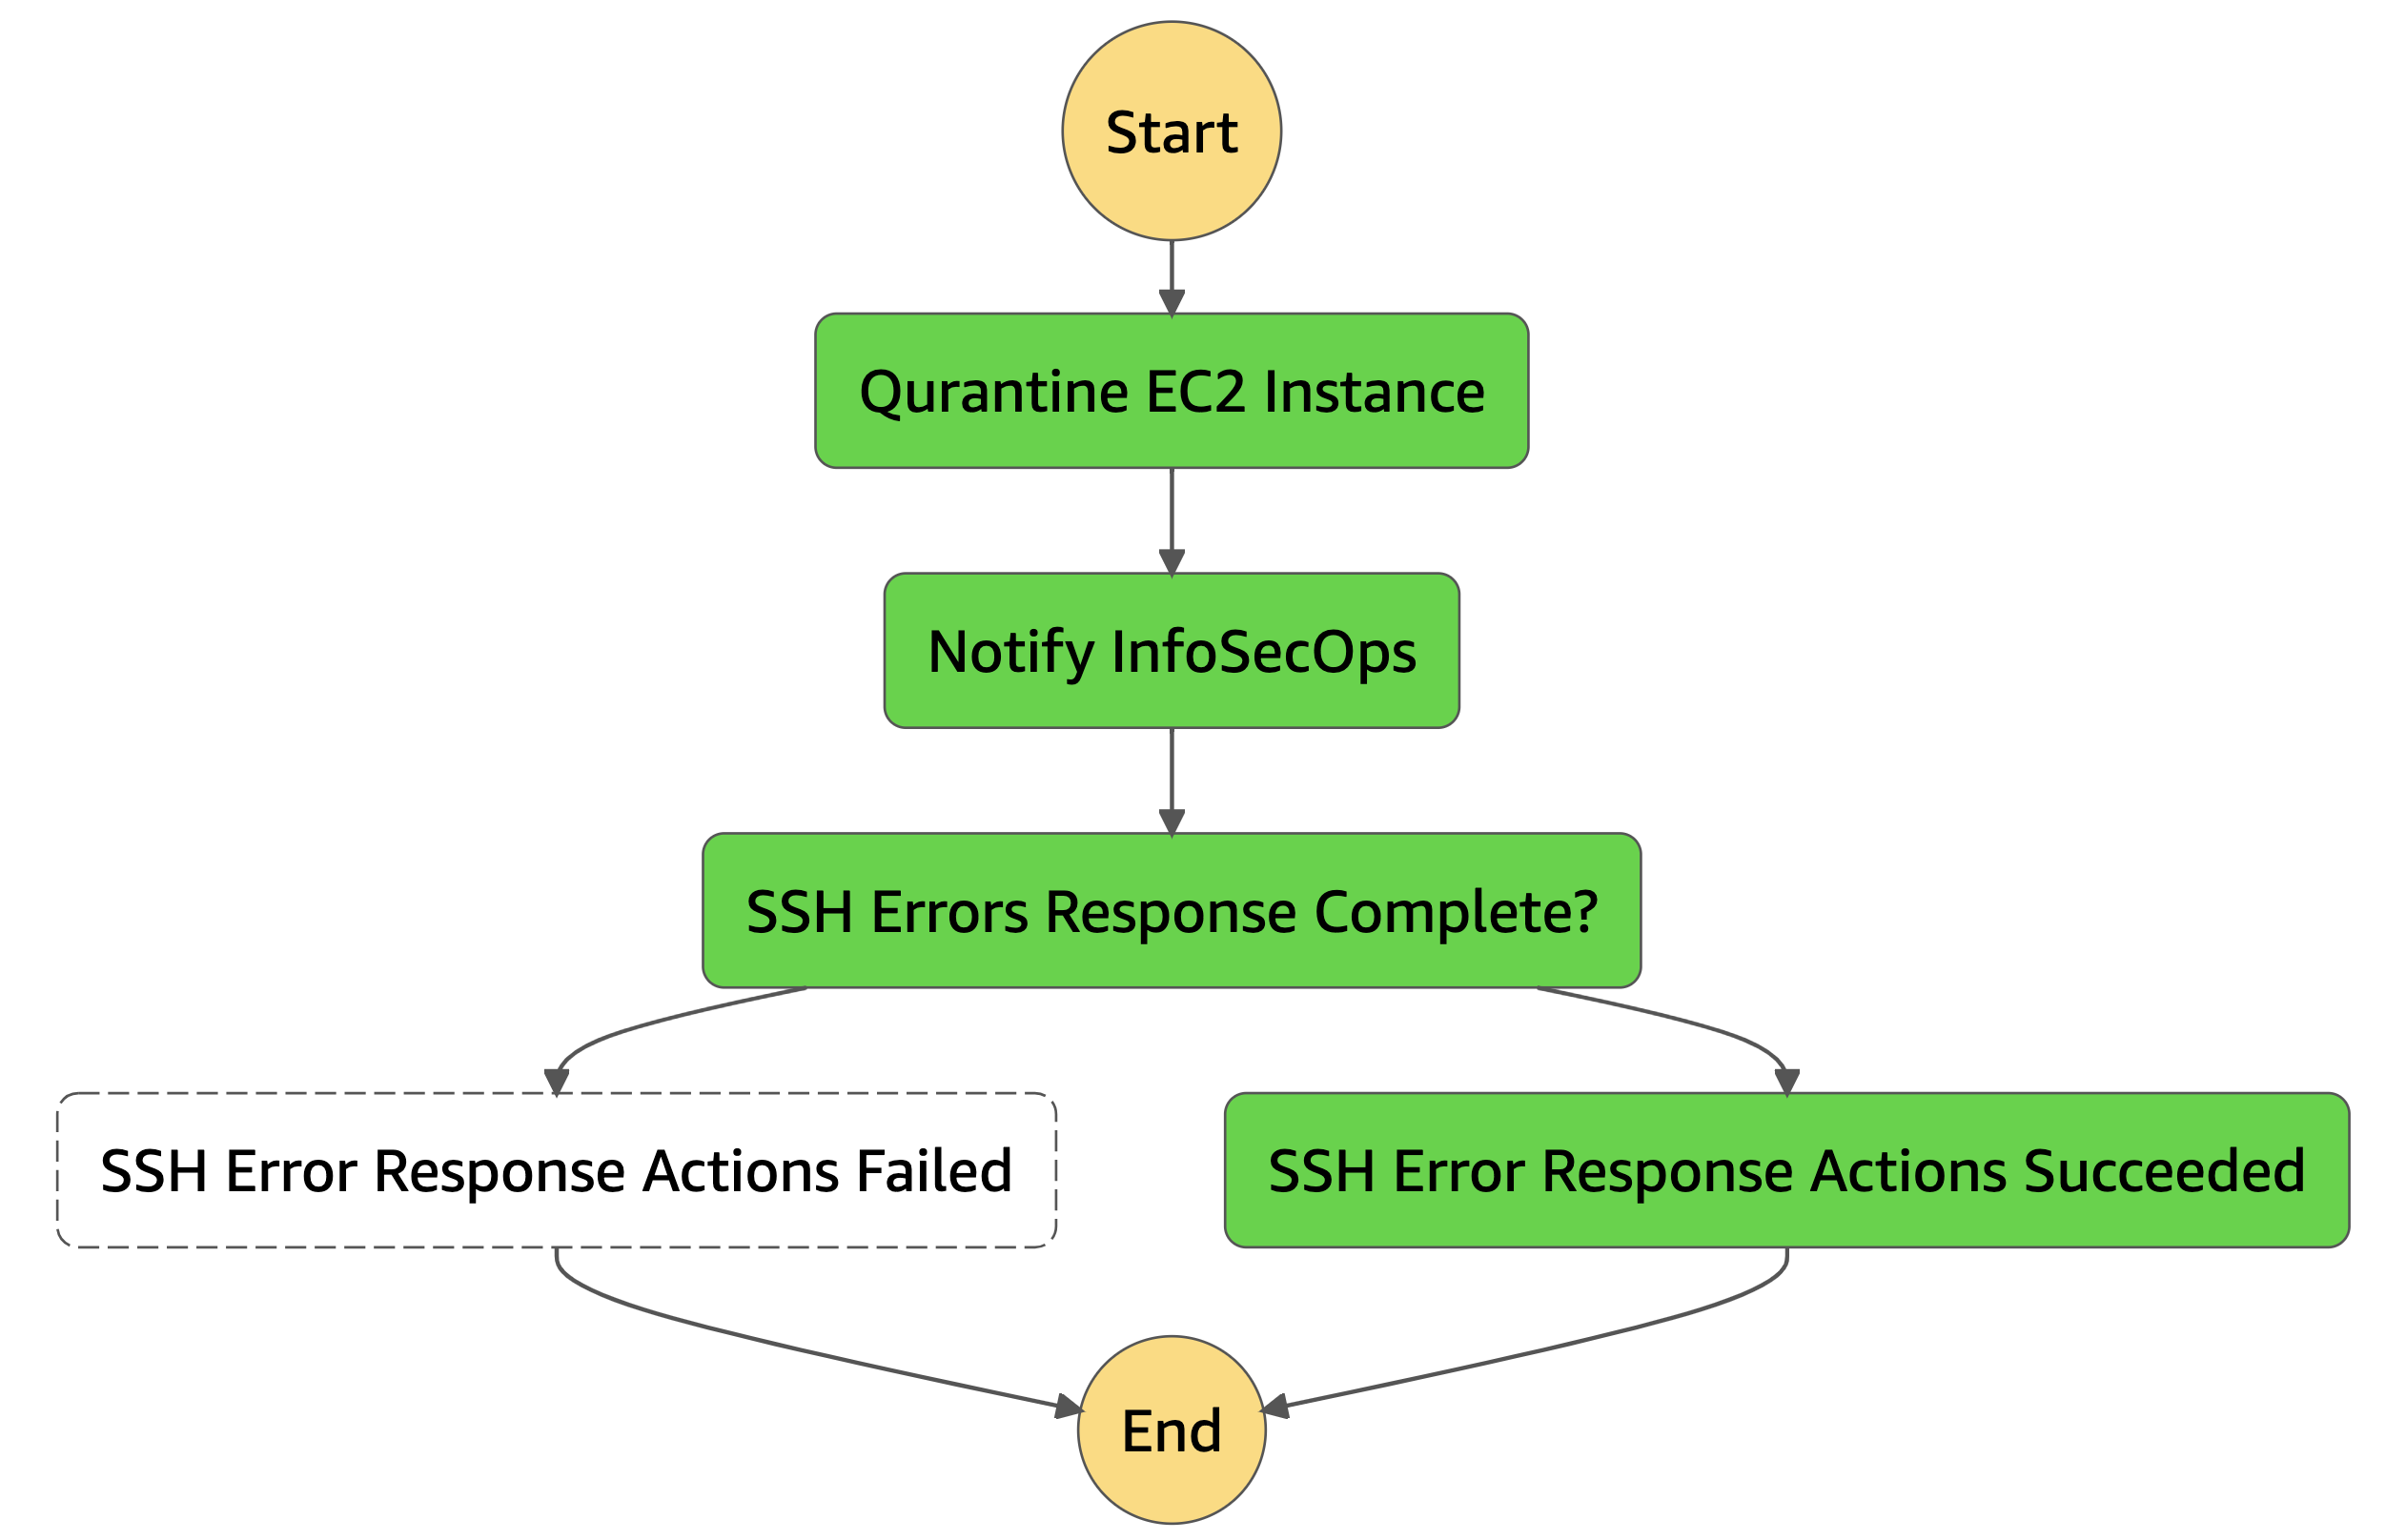 Start
Qurantine EC2 Instance
Notify InfoSecOps
SSH Errors Response Complete?
SSH Error Response Actions Failed
SSH Error Response Actions Succeeded
End